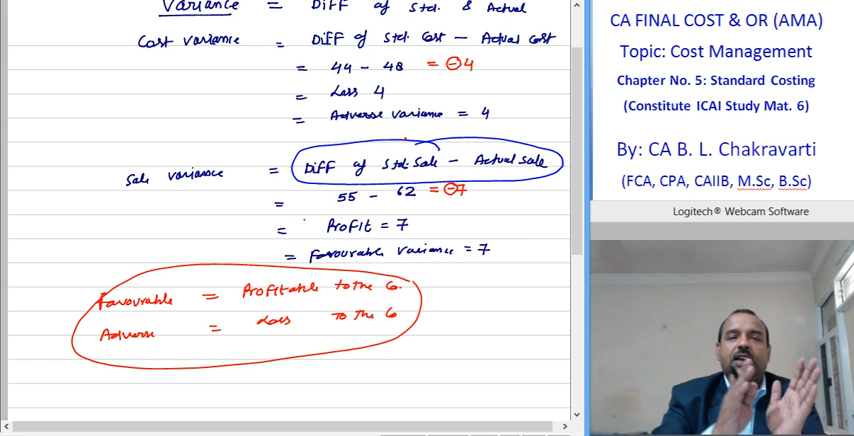 Variance = Diff of Std. & Actual
Cost variance = Diff of Std. Cost - Actual Cost
= 44 - 48 = ⊖4
= Loss 4
= Adverse variance = 4
Sale variance = Diff of Std. Sale - Actual Sale
= 55 - 62 = ⊖7
= Profit = 7
= Favourable variance = 7
Favourable = Profitable to the Co.
Adverse = Loss To The Co
CA FINAL COST & OR (AMA)
Topic: Cost Management
Chapter No. 5: Standard Costing
(Constitute ICAI Study Mat. 6)
By: CA B. L. Chakravarti
(FCA, CPA, CAIIB, M.Sc, B.Sc)
Logitech® Webcam Software